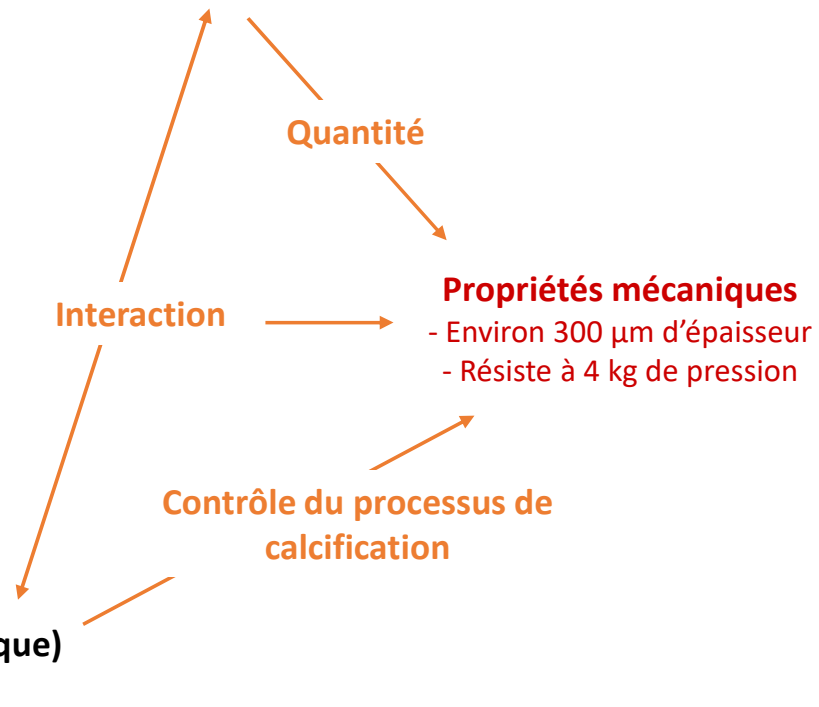 Quantité
Propriétés mécaniques
Interaction
- Environ 300 µm d’épaisseur
- Résiste à 4 kg de pression
Contrôle du processus de
calcification
que)